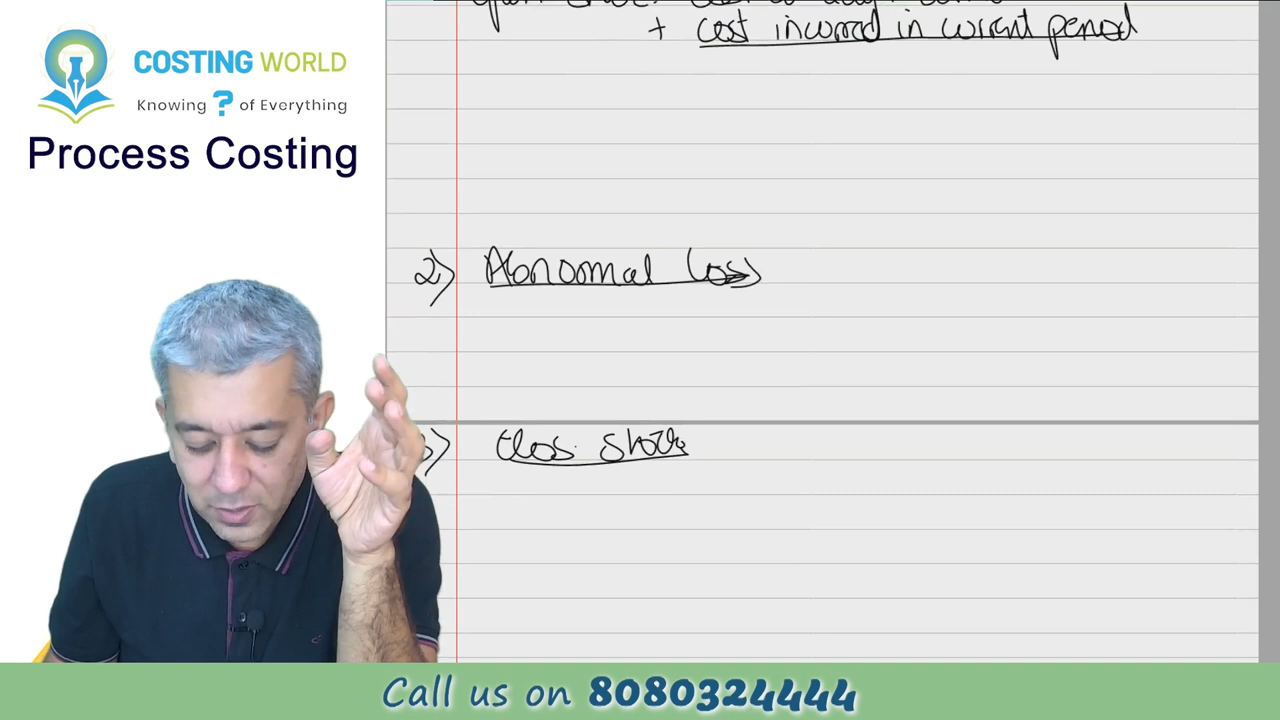 COSTING WORLD
Knowing ? of Everything
Process Costing
+ cost incurred in current period
2) Abnormal Loss
) Clos. Stock
Call us on 8080324444